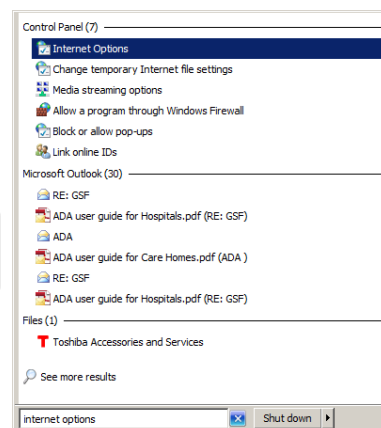 Control Panel (7)
Internet Options
Change temporary Internet file settings
Media streaming options
Allow a program through Windows Firewall
Block or allow pop-ups
Link online IDs
Microsoft Outlook (30)
RE: GSF
ADA user guide for Hospitals.pdf (RE: GSF)
ADA
ADA user guide for Care Homes.pdf (ADA )
RE: GSF
ADA user guide for Hospitals.pdf (RE: GSF)
Files (1)
Toshiba Accessories and Services
See more results
internet options
Shut down